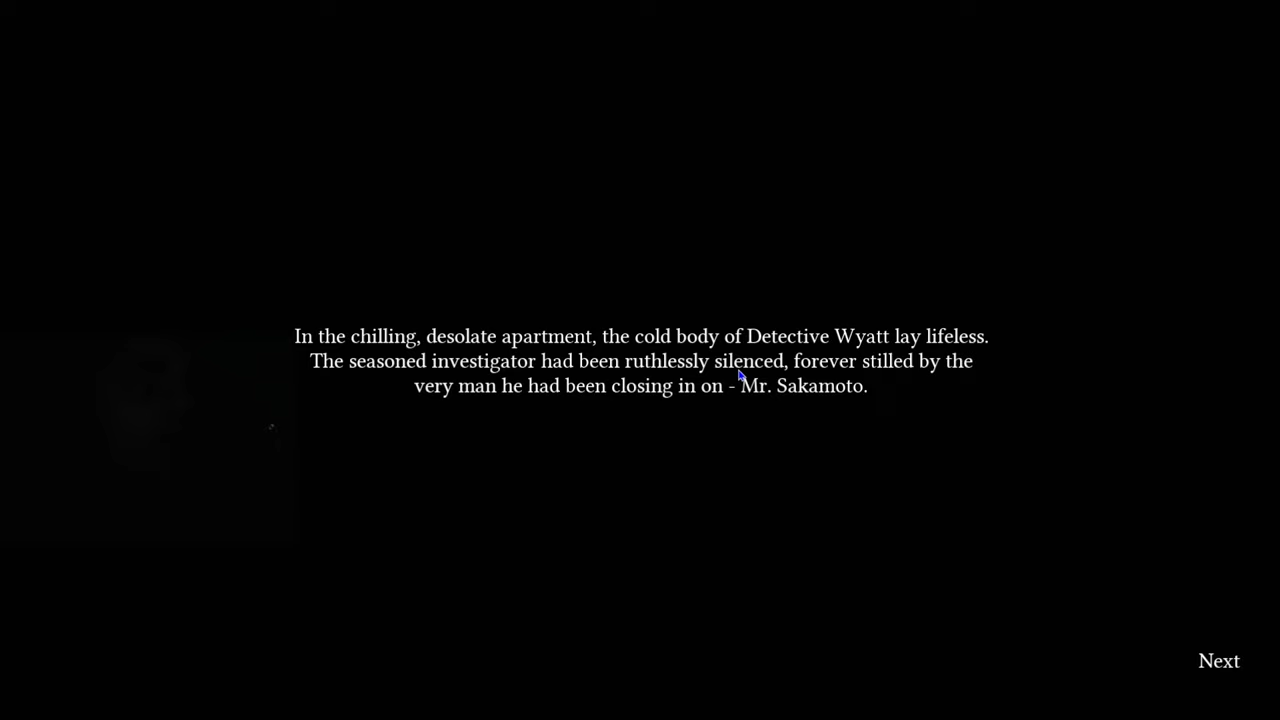 In the chilling, desolate apartment, the cold body of Detective Wyatt lay lifeless.
The seasoned investigator had been ruthlessly silenced, forever stilled by the
very man he had been closing in on - Mr. Sakamoto.
Next